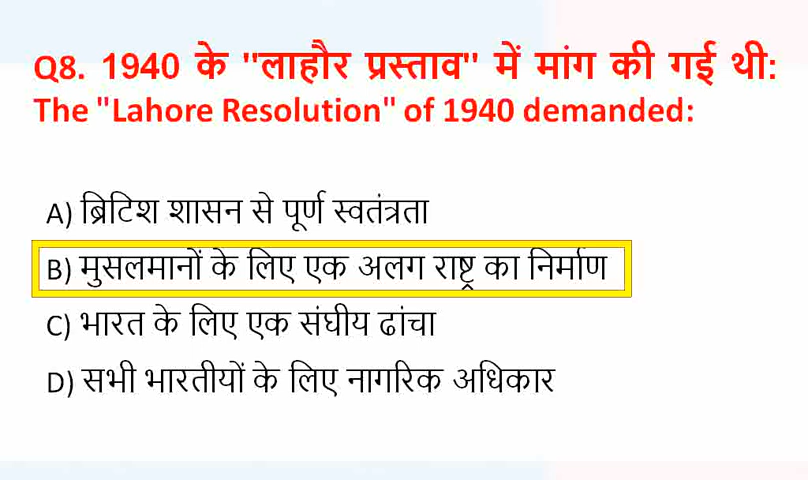 Q8. 1940 के "लाहौर प्रस्ताव" में मांग की गई थी:
The "Lahore Resolution" of 1940 demanded:
A) ब्रिटिश शासन से पूर्ण स्वतंत्रता
B) मुसलमानों के लिए एक अलग राष्ट्र का निर्माण
C) भारत के लिए एक संघीय ढांचा
D) सभी भारतीयों के लिए नागरिक अधिकार